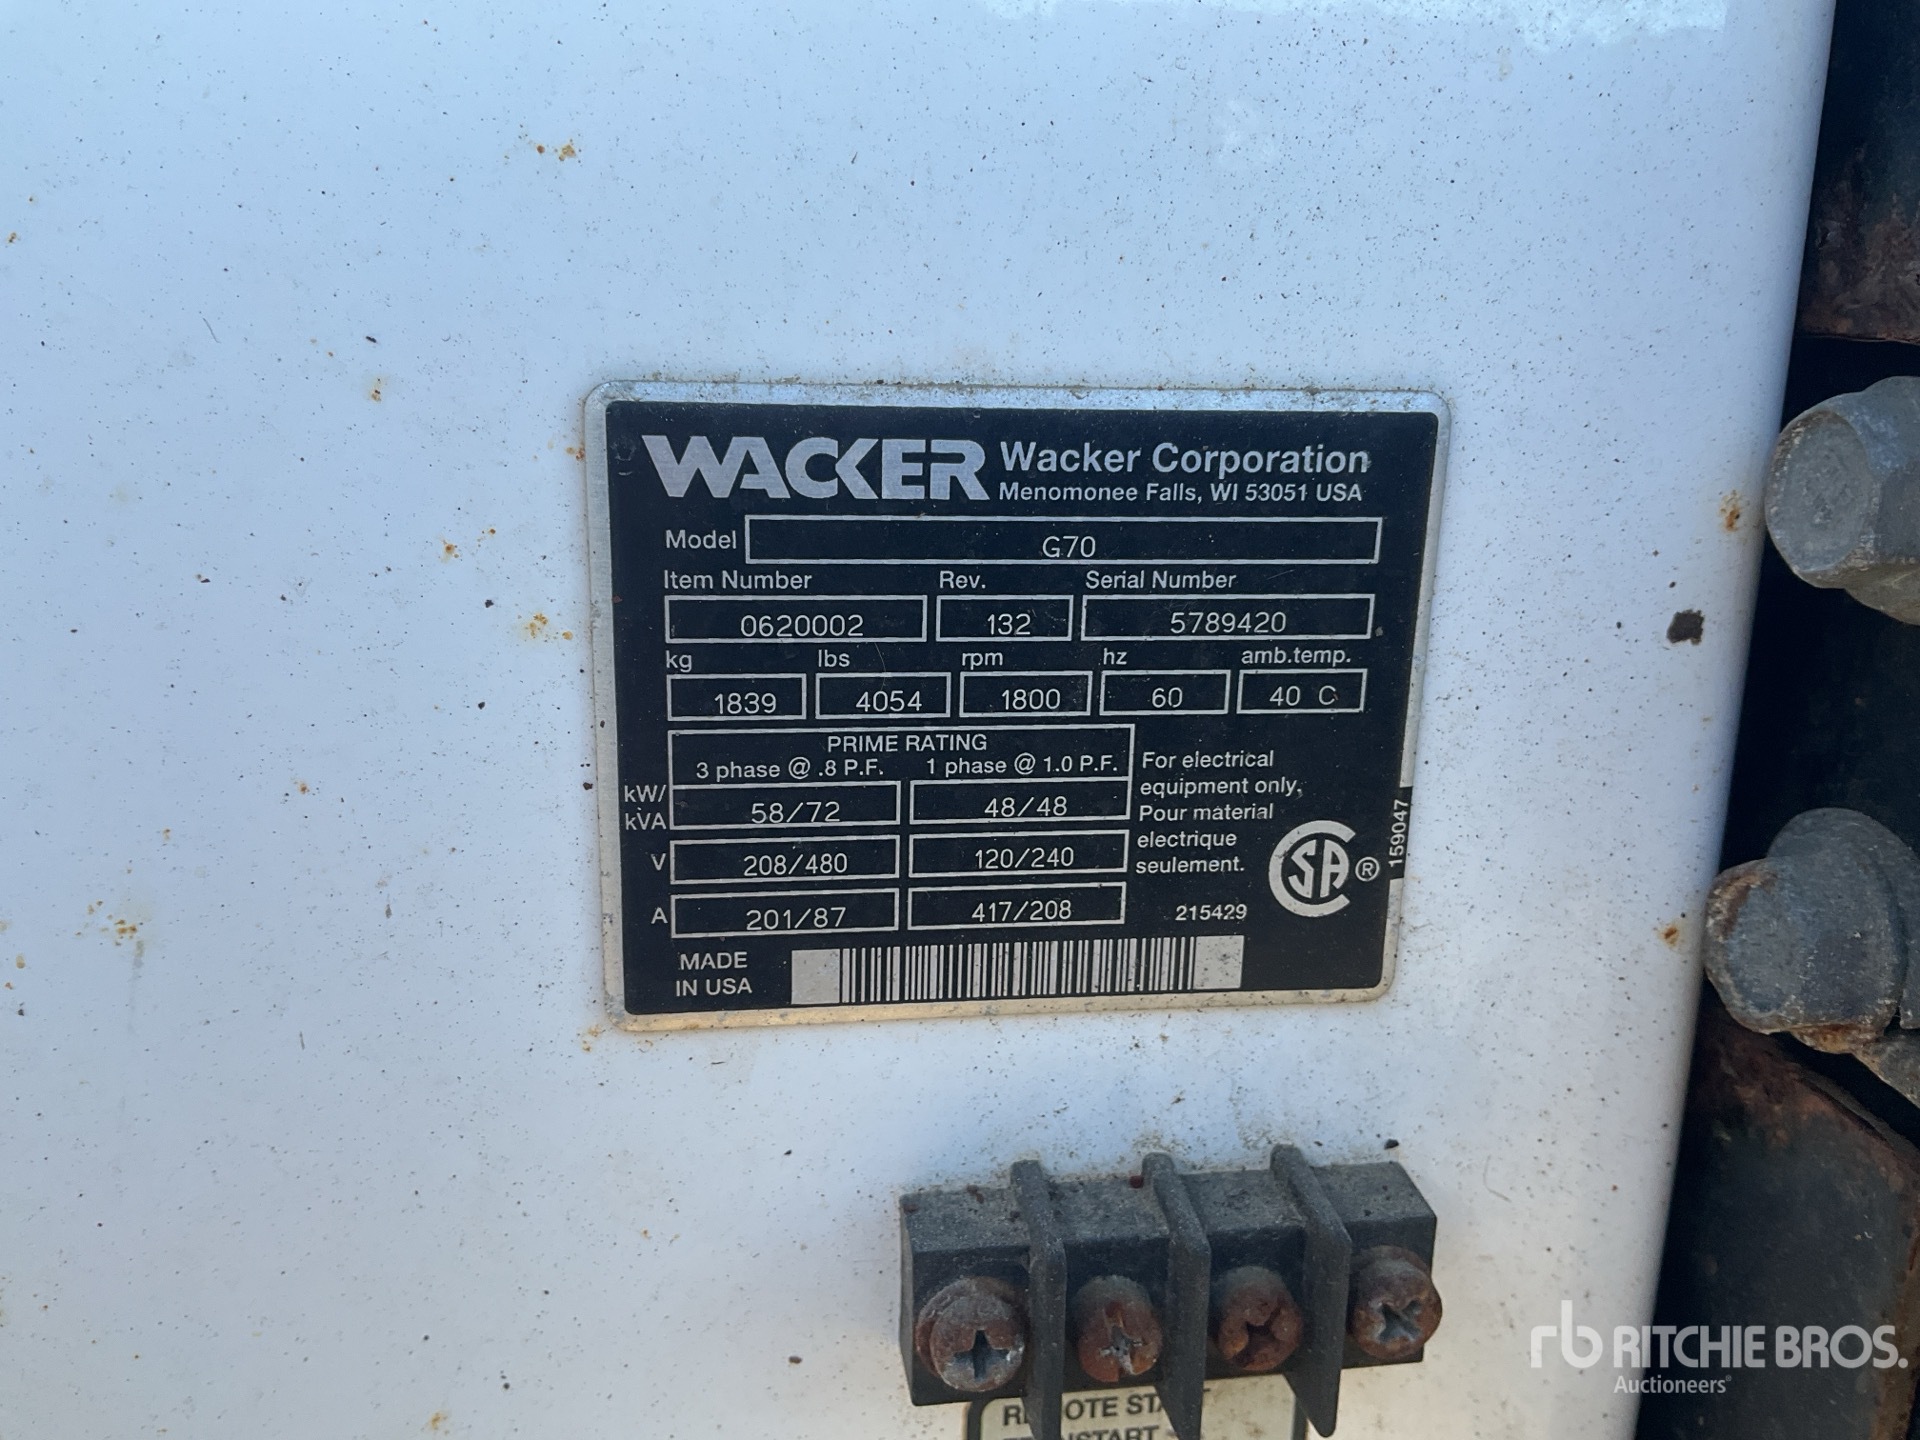 WACKER Wacker Corporation
Menomonee Falls, WI 53051 USA
Model G70
Item Number Rev. Serial Number
0620002 132 5789420
kg lbs rpm hz amb.temp.
1839 4054 1800 60 40 C
PRIME RATING
3 phase @ .8 P.F. 1 phase @ 1.0 P.F.
kW/
kVA 58/72 48/48
V 208/480 120/240
A 201/87 417/208
For electrical
equipment only,
Pour material
electrique
seulement.
SA ®
159047
215429
MADE
IN USA
rb RITCHIE BROS.
Auctioneers